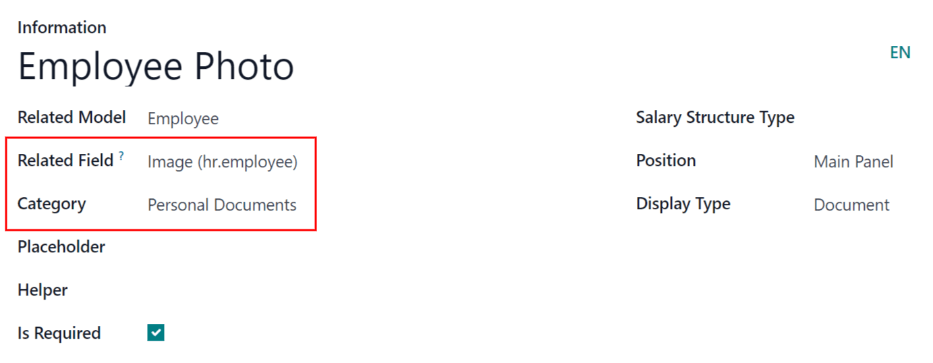 Information
Employee Photo
EN
Related Model Employee
Salary Structure Type
Related Field ? Image (hr.employee)
Position Main Panel
Category Personal Documents
Display Type Document
Placeholder
Helper
Is Required